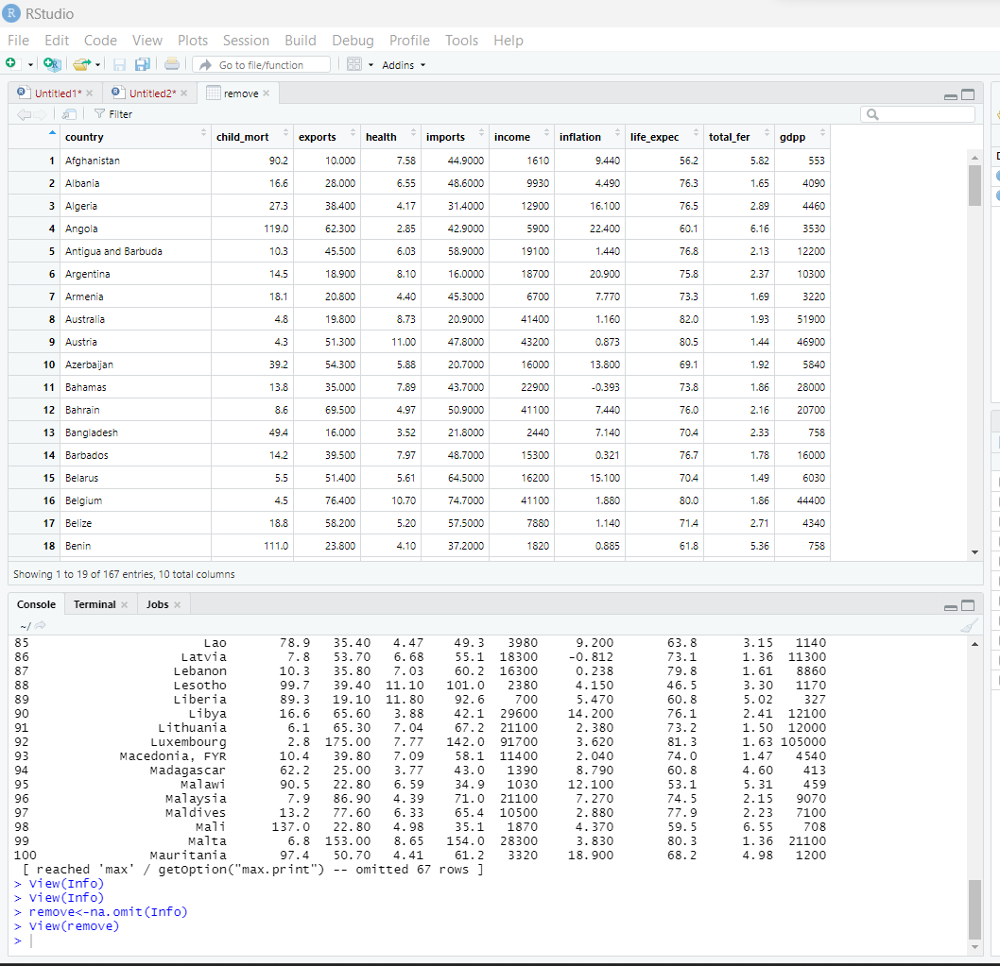 RStudio
File Edit Code View Plots Session Build Debug Profile Tools Help
Go to file/function Addins
Untitled1* Untitled2* remove
Filter
country child_mort exports health imports income inflation life_expec total_fer gdpp
1 Afghanistan 90.2 10.000 7.58 44.9000 1610 9.440 56.2 5.82 553
2 Albania 16.6 28.000 6.55 48.6000 9930 4.490 76.3 1.65 4090
3 Algeria 27.3 38.400 4.17 31.4000 12900 16.100 76.5 2.89 4460
4 Angola 119.0 62.300 2.85 42.9000 5900 22.400 60.1 6.16 3530
5 Antigua and Barbuda 10.3 45.500 6.03 58.9000 19100 1.440 76.8 2.13 12200
6 Argentina 14.5 18.900 8.10 16.0000 18700 20.900 75.8 2.37 10300
7 Armenia 18.1 20.800 4.40 45.3000 6700 7.770 73.3 1.69 3220
8 Australia 4.8 19.800 8.73 20.9000 41400 1.160 82.0 1.93 51900
9 Austria 4.3 51.300 11.00 47.8000 43200 0.873 80.5 1.44 46900
10 Azerbaijan 39.2 54.300 5.88 20.7000 16000 13.800 69.1 1.92 5840
11 Bahamas 13.8 35.000 7.89 43.7000 22900 -0.393 73.8 1.86 28000
12 Bahrain 8.6 69.500 4.97 50.9000 41100 7.440 76.0 2.16 20700
13 Bangladesh 49.4 16.000 3.52 21.8000 2440 7.140 70.4 2.33 758
14 Barbados 14.2 39.500 7.97 48.7000 15300 0.321 76.7 1.78 16000
15 Belarus 5.5 51.400 5.61 64.5000 16200 15.100 70.4 1.49 6030
16 Belgium 4.5 76.400 10.70 74.7000 41100 1.880 80.0 1.86 44400
17 Belize 18.8 58.200 5.20 57.5000 7880 1.140 71.4 2.71 4340
18 Benin 111.0 23.800 4.10 37.2000 1820 0.885 61.8 5.36 758
Showing 1 to 19 of 167 entries, 10 total columns
Console Terminal Jobs
~/
85 Lao 78.9 35.40 4.47 49.3 3980 9.200 63.8 3.15 1140
86 Latvia 7.8 53.70 6.68 55.1 18300 -0.812 73.1 1.36 11300
87 Lebanon 10.3 35.80 7.03 60.2 16300 0.238 79.8 1.61 8860
88 Lesotho 99.7 39.40 11.10 101.0 2380 4.150 46.5 3.30 1170
89 Liberia 89.3 19.10 11.80 92.6 700 5.470 60.8 5.02 327
90 Libya 16.6 65.60 3.88 42.1 29600 14.200 76.1 2.41 12100
91 Lithuania 6.1 65.30 7.04 67.2 21100 2.380 73.2 1.50 12000
92 Luxembourg 2.8 175.00 7.77 142.0 91700 3.620 81.3 1.63 105000
93 Macedonia, FYR 10.4 39.80 7.09 58.1 11400 2.040 74.0 1.47 4540
94 Madagascar 62.2 25.00 3.77 43.0 1390 8.790 60.8 4.60 413
95 Malawi 90.5 22.80 6.59 34.9 1030 12.100 53.1 5.31 459
96 Malaysia 7.9 86.90 4.39 71.0 21100 7.270 74.5 2.15 9070
97 Maldives 13.2 77.60 6.33 65.4 10500 2.880 77.9 2.23 7100
98 Mali 137.0 22.80 4.98 35.1 1870 4.370 59.5 6.55 708
99 Malta 6.8 153.00 8.65 154.0 28300 3.830 80.3 1.36 21100
100 Mauritania 97.4 50.70 4.41 61.2 3320 18.900 68.2 4.98 1200
[ reached 'max' / getOption("max.print") -- omitted 67 rows ]
> View(Info)
> View(Info)
> remove<-na.omit(Info)
> View(remove)
>